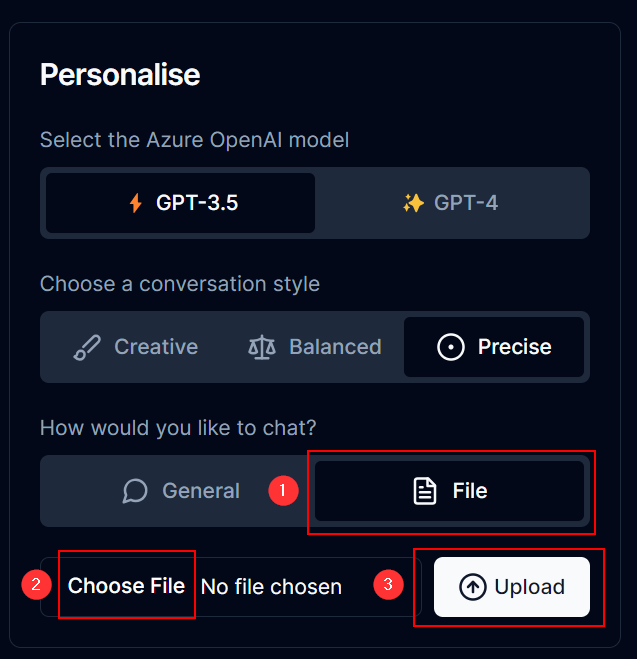 Personalise
Select the Azure OpenAI model
GPT-3.5 GPT-4
Choose a conversation style
Creative Balanced Precise
How would you like to chat?
General 1 File
2 Choose File No file chosen 3 Upload